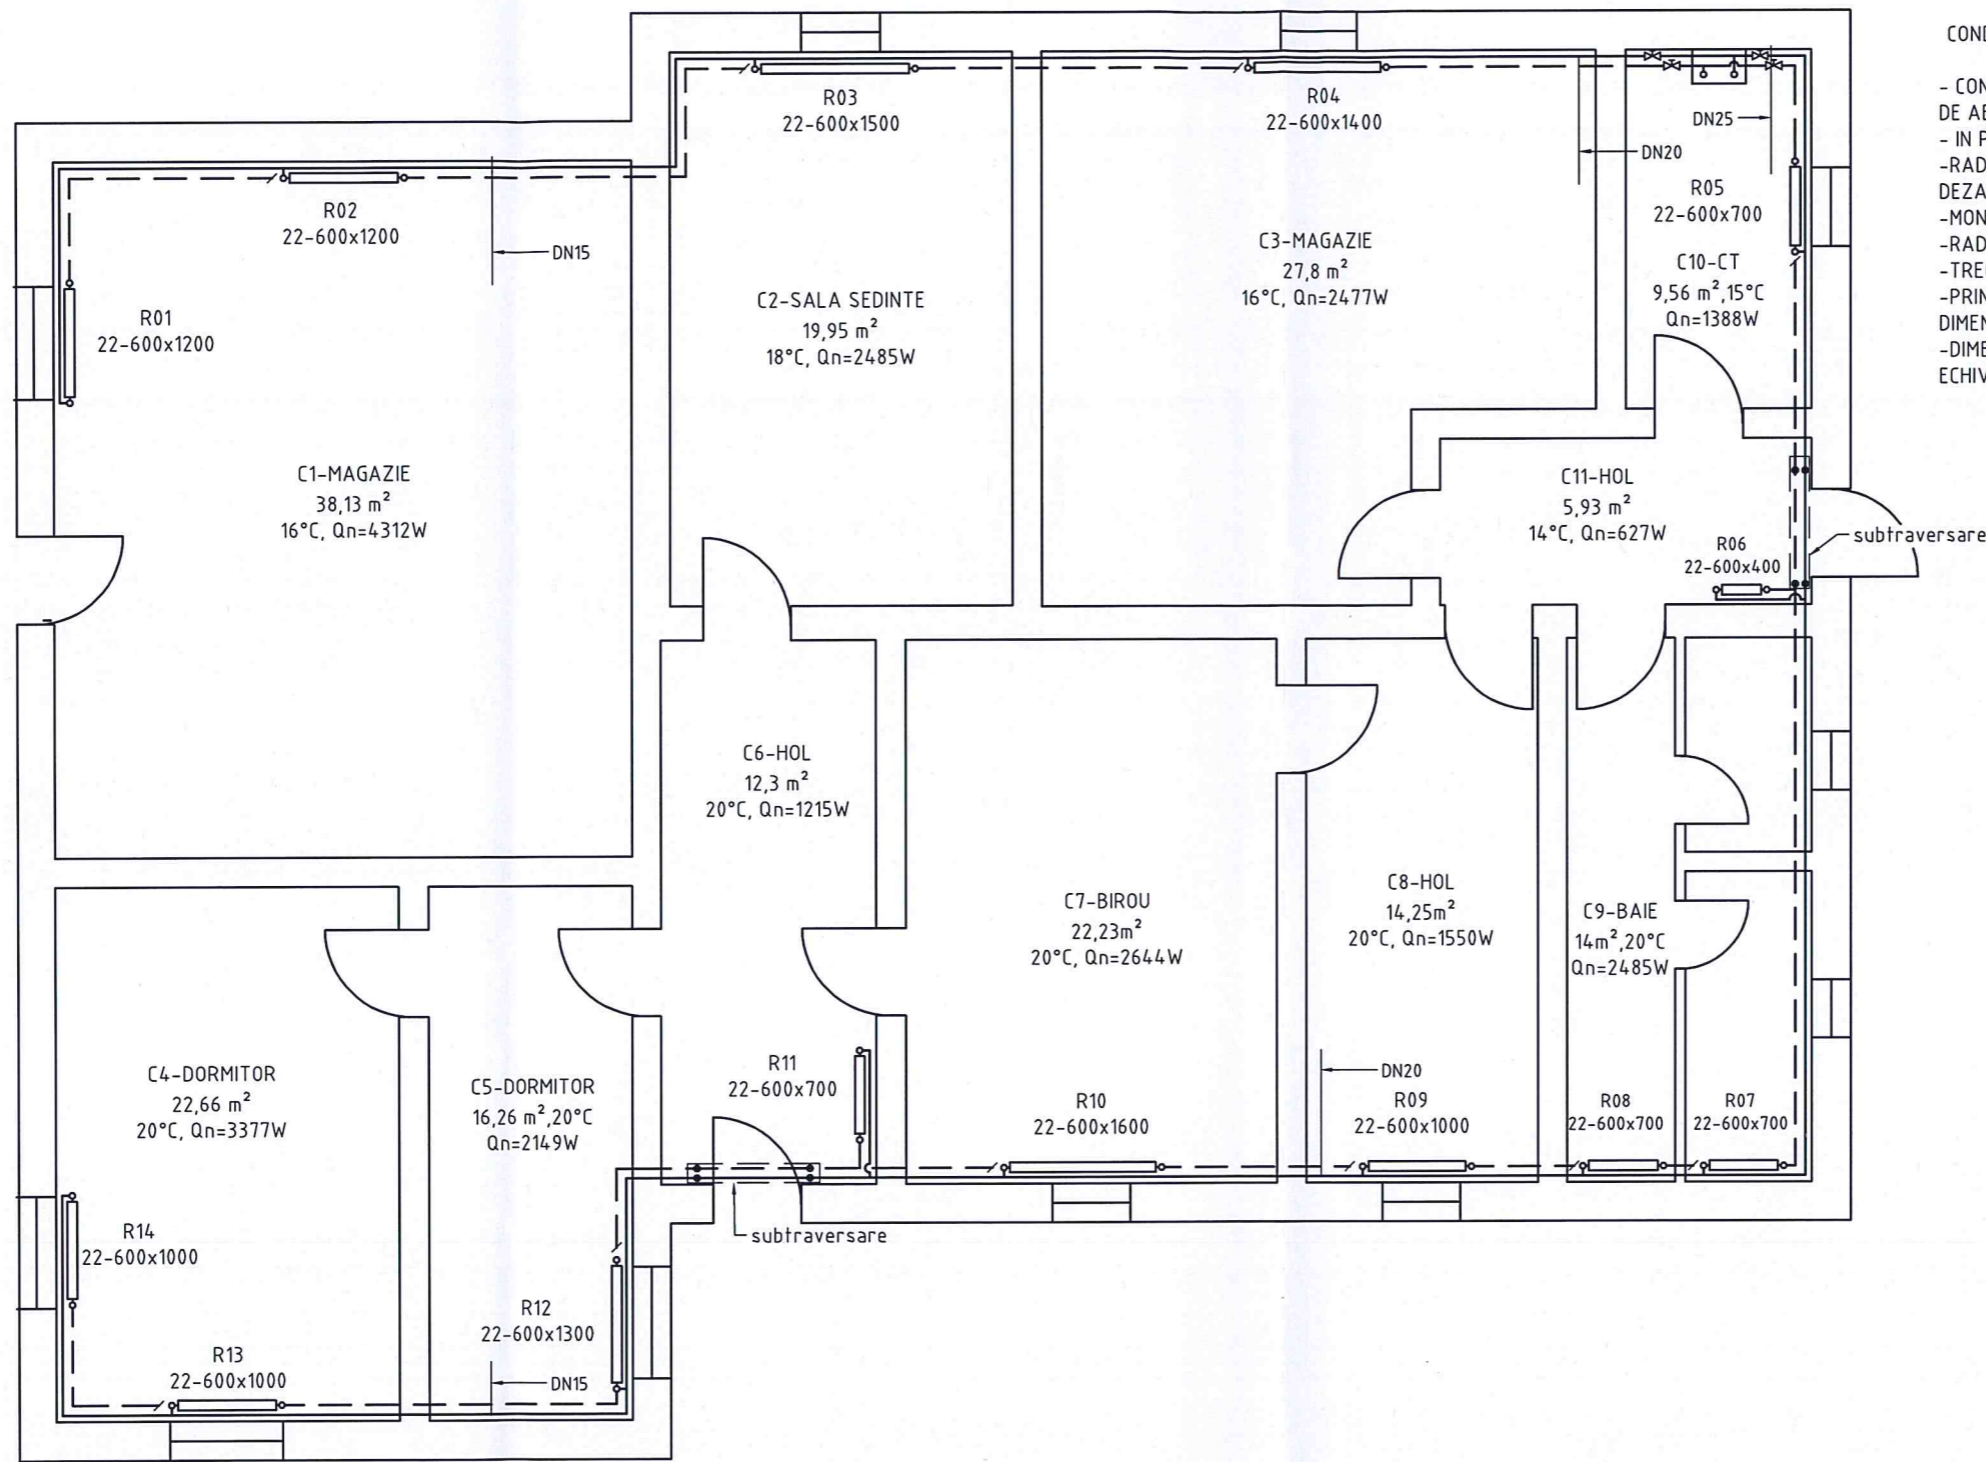 R03
22-600x1500
R04
22-600x1400
DN25
DN20
R05
22-600x700
R02
22-600x1200
DN15
R01
22-600x1200
C2-SALA SEDINTE
19,95 m²
18°C, Qn=2485W
C3-MAGAZIE
27,8 m²
16°C, Qn=2477W
C10-CT
9,56 m²,15°C
Qn=1388W
- IN
DE
C1-MAGAZIE
38,13 m²
16°C, Qn=4312W
C11-HOL
5,93 m²
14°C, Qn=627W
R06
22-600x400
subtraversare
C6-HOL
12,3 m²
20°C, Qn=1215W
C7-BIROU
22,23m²
20°C, Qn=2644W
C8-HOL
14,25m²
20°C, Qn=1550W
C9-BAIE
14m²,20°C
Qn=2485W
C4-DORMITOR
22,66 m²
20°C, Qn=3377W
C5-DORMITOR
16,26 m²,20°C
Qn=2149W
R11
22-600x700
R10
22-600x1600
DN20
R09
22-600x1000
R08
22-600x700
R07
22-600x700
R14
22-600x1000
subtraversare
R12
22-600x1300
R13
22-600x1000
DN15